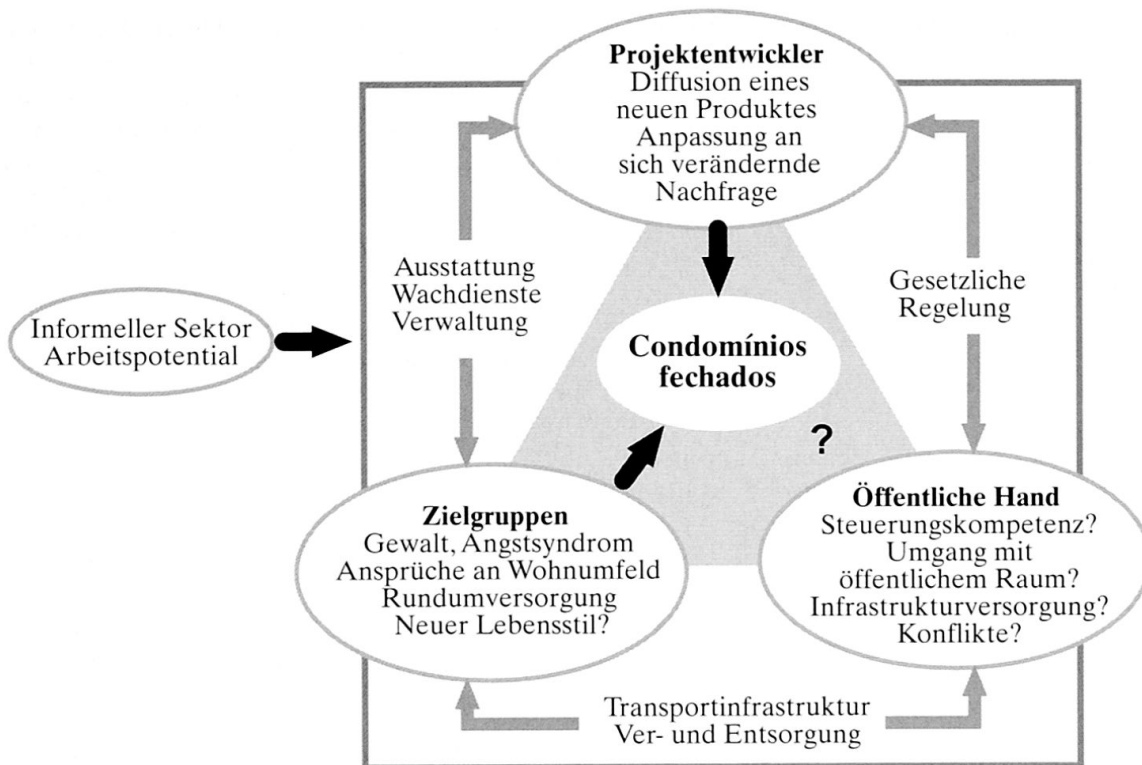 Projektentwickler
Diffusion eines
neuen Produktes
Anpassung an
sich verändernde
Nachfrage
Ausstattung
Wachdienste
Verwaltung
Gesetzliche
Regelung
Informeller Sektor
Arbeitspotential
Condomínios
fechados
?
Zielgruppen
Gewalt, Angstsyndrom
Ansprüche an Wohnumfeld
Rundumversorgung
Neuer Lebensstil?
Öffentliche Hand
Steuerungskompetenz?
Umgang mit
öffentlichem Raum?
Infrastrukturversorgung?
Konflikte?
Transportinfrastruktur
Ver- und Entsorgung